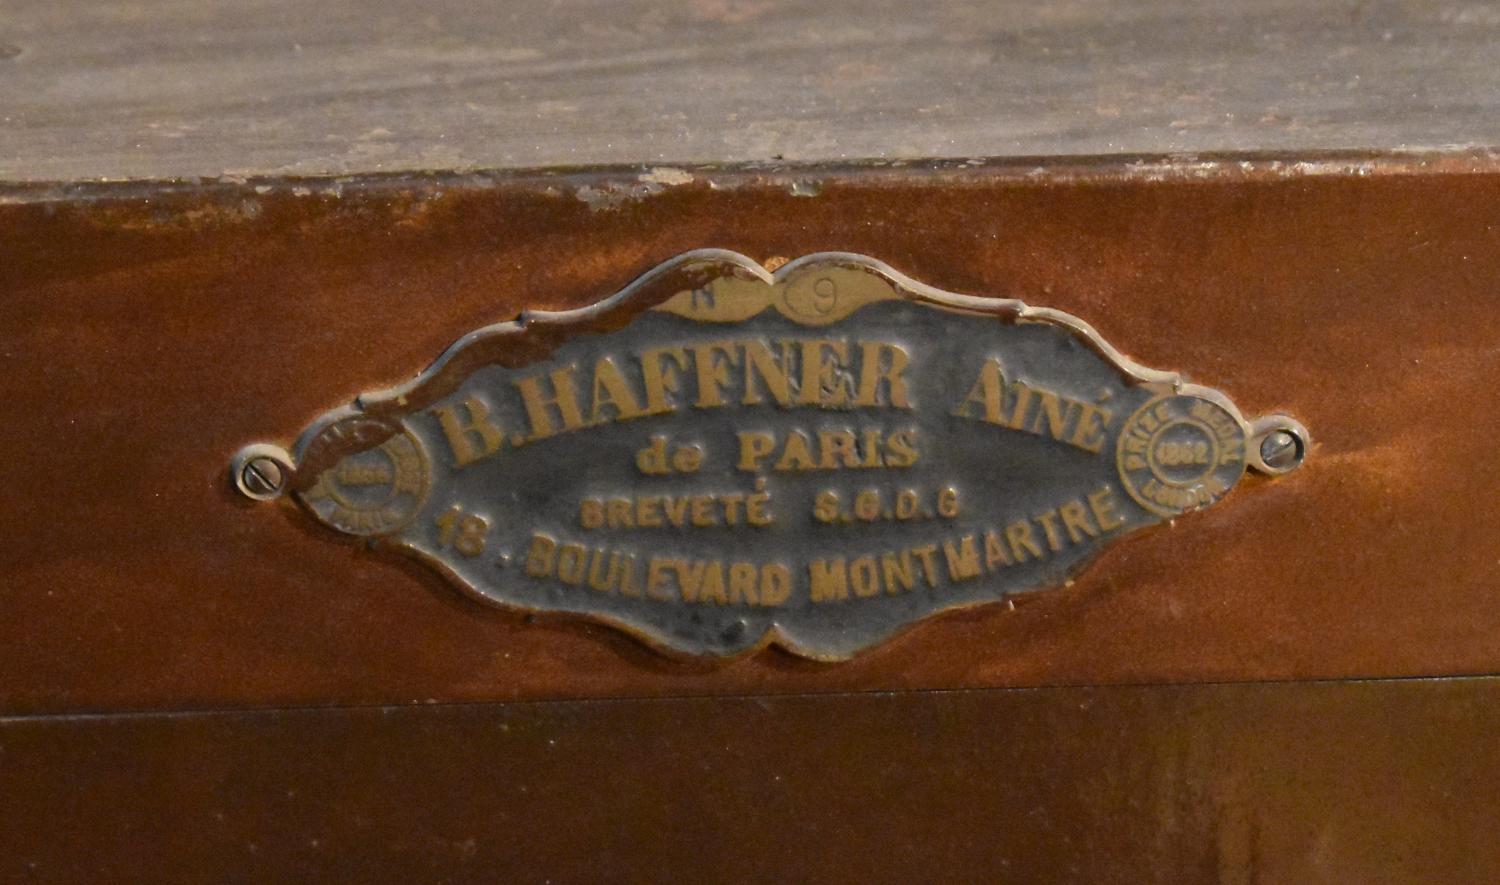 N 9
B. HAFFNER AINÉ
de PARIS
BREVETÉ S.G.D.G
18. BOULEVARD MONTMARTRE
PARIS
PRIZE MEDAL
1862
LONDON